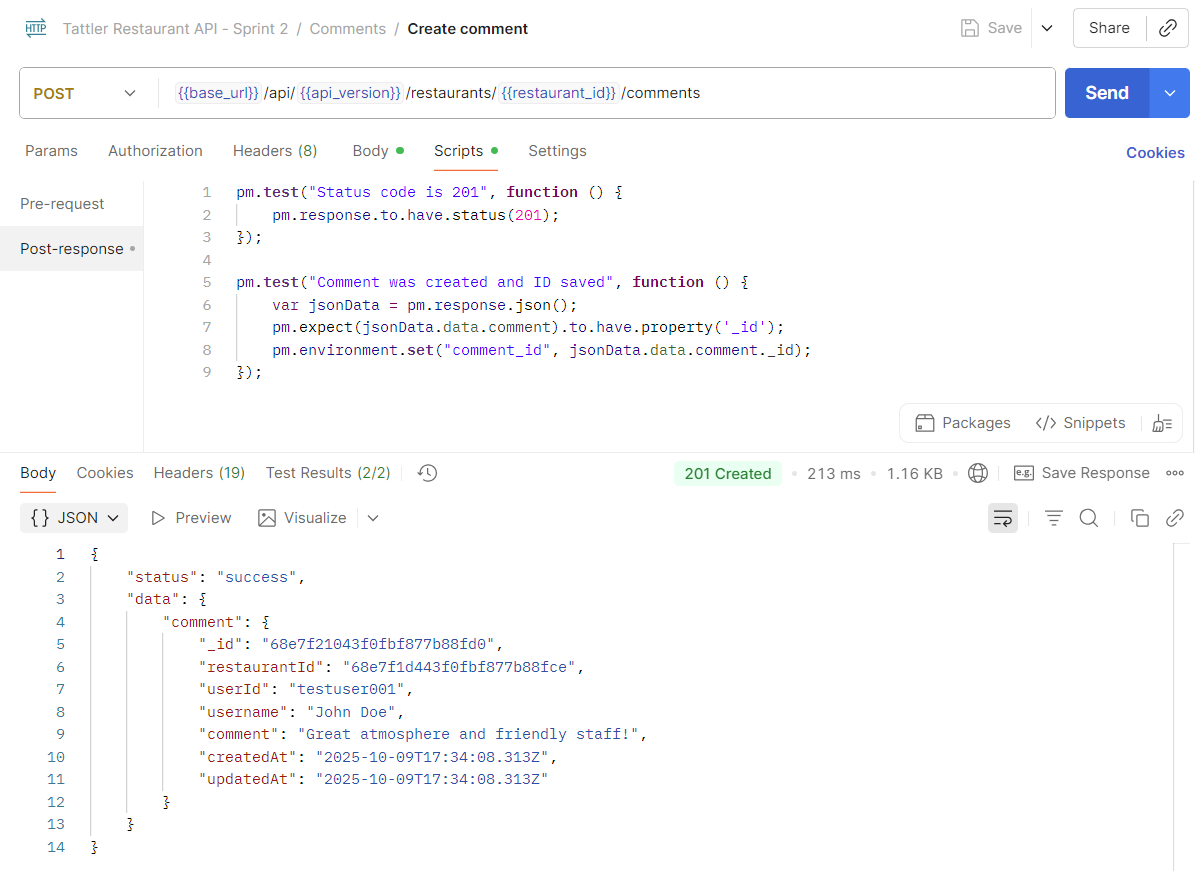 HTTP Tattler Restaurant API - Sprint 2 / Comments / Create comment Save Share
POST {{base_url}} /api/ {{api_version}} /restaurants/ {{restaurant_id}} /comments Send
Params Authorization Headers (8) Body Scripts Settings Cookies
Pre-request
Post-response
1 pm.test("Status code is 201", function () {
2 pm.response.to.have.status(201);
3 });
4
5 pm.test("Comment was created and ID saved", function () {
6 var jsonData = pm.response.json();
7 pm.expect(jsonData.data.comment).to.have.property('_id');
8 pm.environment.set("comment_id", jsonData.data.comment._id);
9 });
Packages </> Snippets
Body Cookies Headers (19) Test Results (2/2) 201 Created • 213 ms • 1.16 KB • e.g. Save Response
{} JSON Preview Visualize
1 {
2 "status": "success",
3 "data": {
4 "comment": {
5 "_id": "68e7f21043f0fbf877b88fd0",
6 "restaurantId": "68e7f1d443f0fbf877b88fce",
7 "userId": "testuser001",
8 "username": "John Doe",
9 "comment": "Great atmosphere and friendly staff!",
10 "createdAt": "2025-10-09T17:34:08.313Z",
11 "updatedAt": "2025-10-09T17:34:08.313Z"
12 }
13 }
14 }